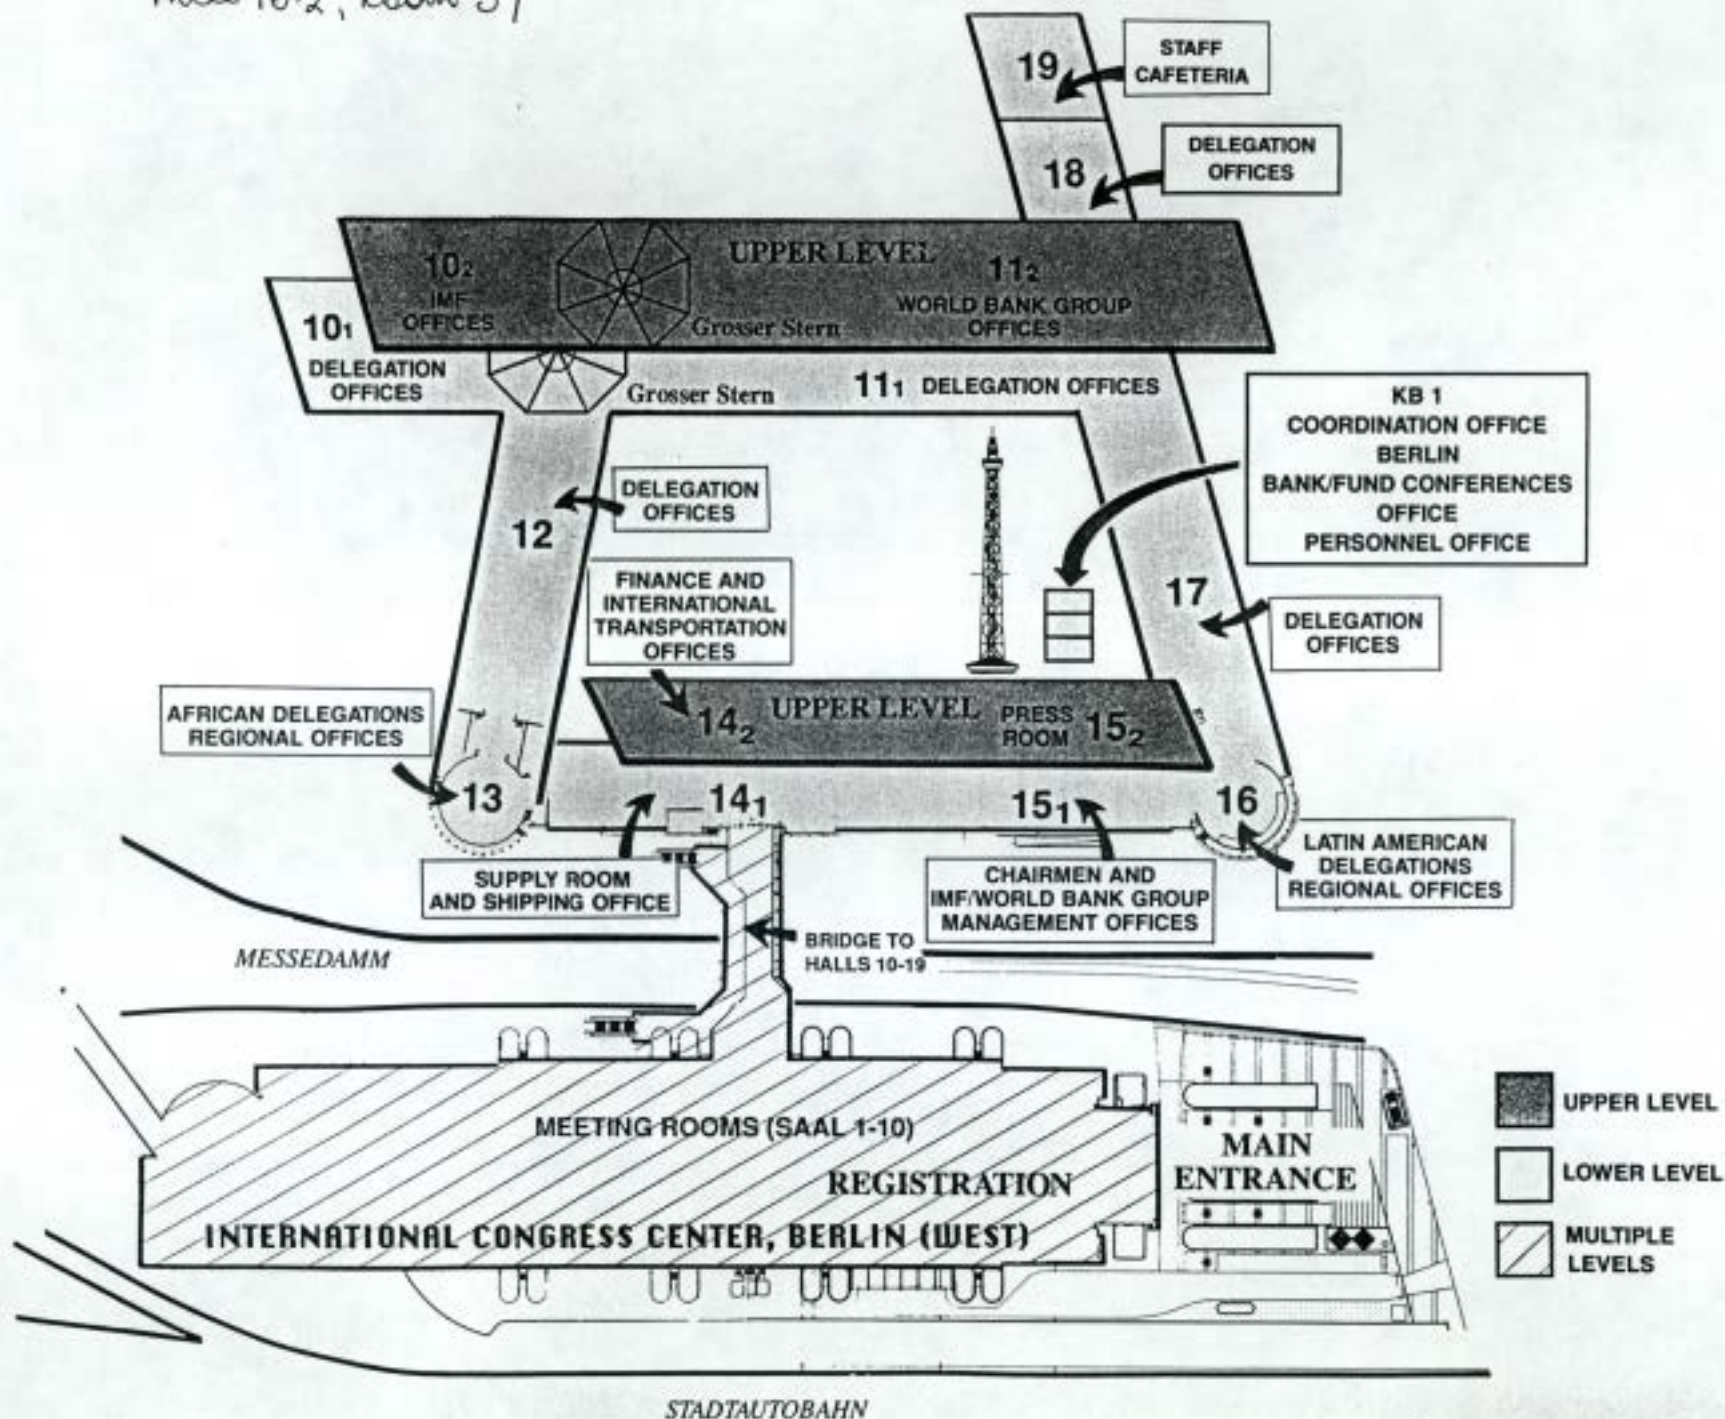 10.2, Room 31
19
STAFF
CAFETERIA
18
DELEGATION
OFFICES
UPPER LEVEL
10₂
IMF
OFFICES
11₂
WORLD BANK GROUP
OFFICES
Grosser Stern
10₁
DELEGATION
OFFICES
Grosser Stern
11₁ DELEGATION OFFICES
KB 1
COORDINATION OFFICE
BERLIN
BANK/FUND CONFERENCES
OFFICE
PERSONNEL OFFICE
12
DELEGATION
OFFICES
FINANCE AND
INTERNATIONAL
TRANSPORTATION
OFFICES
17
DELEGATION
OFFICES
AFRICAN DELEGATIONS
REGIONAL OFFICES
14₂
UPPER LEVEL
PRESS
ROOM
15₂
13
14₁
15₁
16
SUPPLY ROOM
AND SHIPPING OFFICE
CHAIRMEN AND
IMF/WORLD BANK GROUP
MANAGEMENT OFFICES
LATIN AMERICAN
DELEGATIONS
REGIONAL OFFICES
MESSEDAMM
BRIDGE TO
HALLS 10-19
MEETING ROOMS (SAAL 1-10)
REGISTRATION
INTERNATIONAL CONGRESS CENTER, BERLIN (WEST)
MAIN
ENTRANCE
UPPER LEVEL
LOWER LEVEL
MULTIPLE
LEVELS
STADTAUTOBAHN